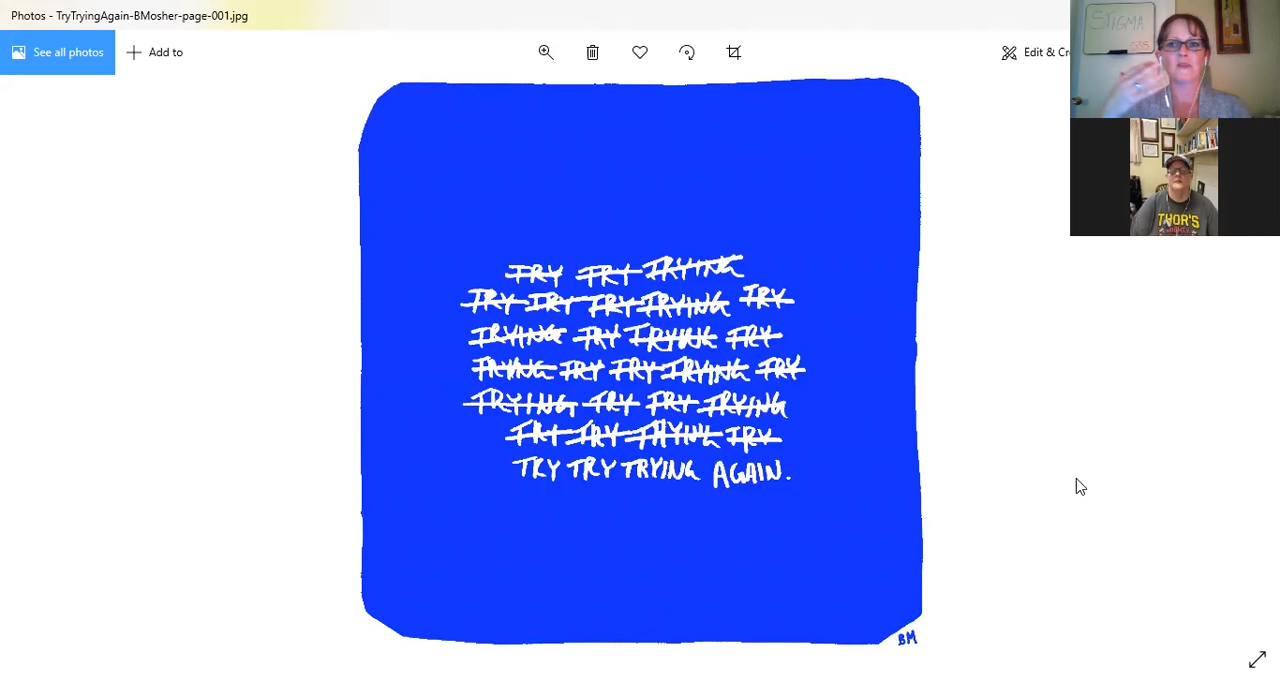 Photos - TryTryingAgain-BMosher-page-001.jpg
See all photos
Add to
STIGMA
THOR'S
TRY TRY TRYING
TRY TRY TRY TRYING TRY
TRYING TRY TRYING TRY
TRYING TRY TRY TRYING TRY
TRYING, TRY TRY TRYING
TRY TRY TRYING TRY
TRY TRY TRYING AGAIN.
BM